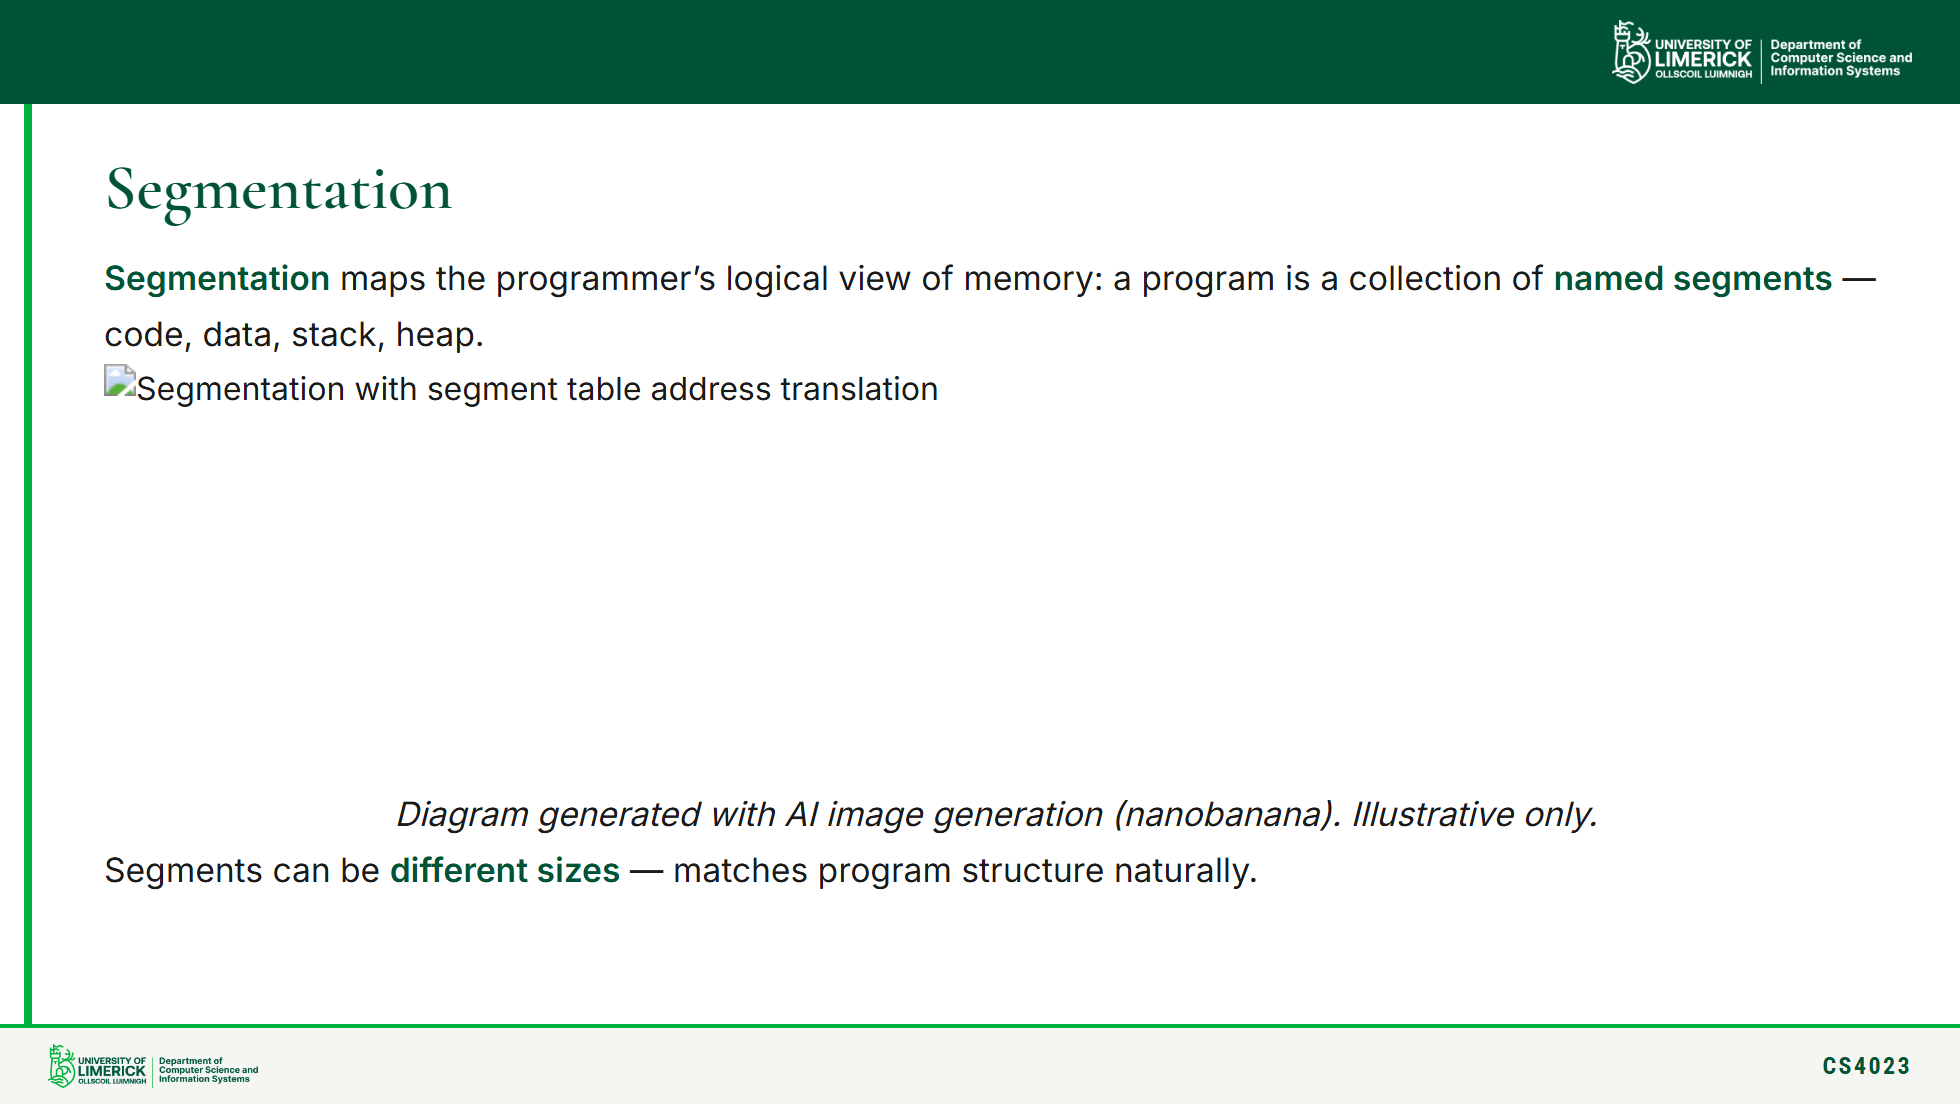 UNIVERSITY OF
LIMERICK
OLLSCOIL LUIMNIGH
Department of
Computer Science and
Information Systems
Segmentation
Segmentation maps the programmer’s logical view of memory: a program is a collection of named segments —
code, data, stack, heap.
Segmentation with segment table address translation
Diagram generated with AI image generation (nanobanana). Illustrative only.
Segments can be different sizes — matches program structure naturally.
UNIVERSITY OF
LIMERICK
OLLSCOIL LUIMNIGH
Department of
Computer Science and
Information Systems
CS4023